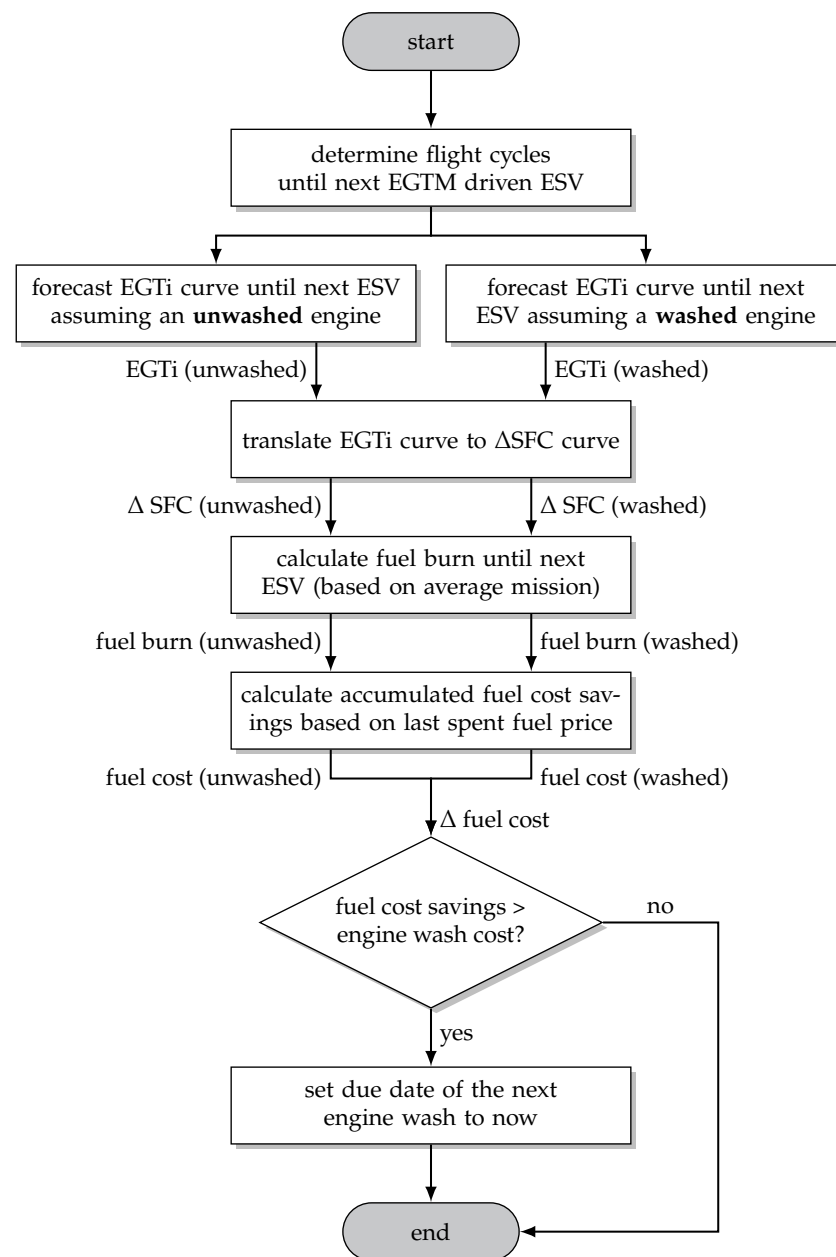 start
determine flight cycles
until next EGTM driven ESV
forecast EGTi curve until next ESV
assuming an unwashed engine
forecast EGTi curve until next
ESV assuming a washed engine
EGTi (unwashed)
EGTi (washed)
translate EGTi curve to ΔSFC curve
Δ SFC (unwashed)
Δ SFC (washed)
calculate fuel burn until next
ESV (based on average mission)
fuel burn (unwashed)
fuel burn (washed)
calculate accumulated fuel cost sav-
ings based on last spent fuel price
fuel cost (unwashed)
fuel cost (washed)
Δ fuel cost
fuel cost savings >
engine wash cost?
no
yes
set due date of the next
engine wash to now
end